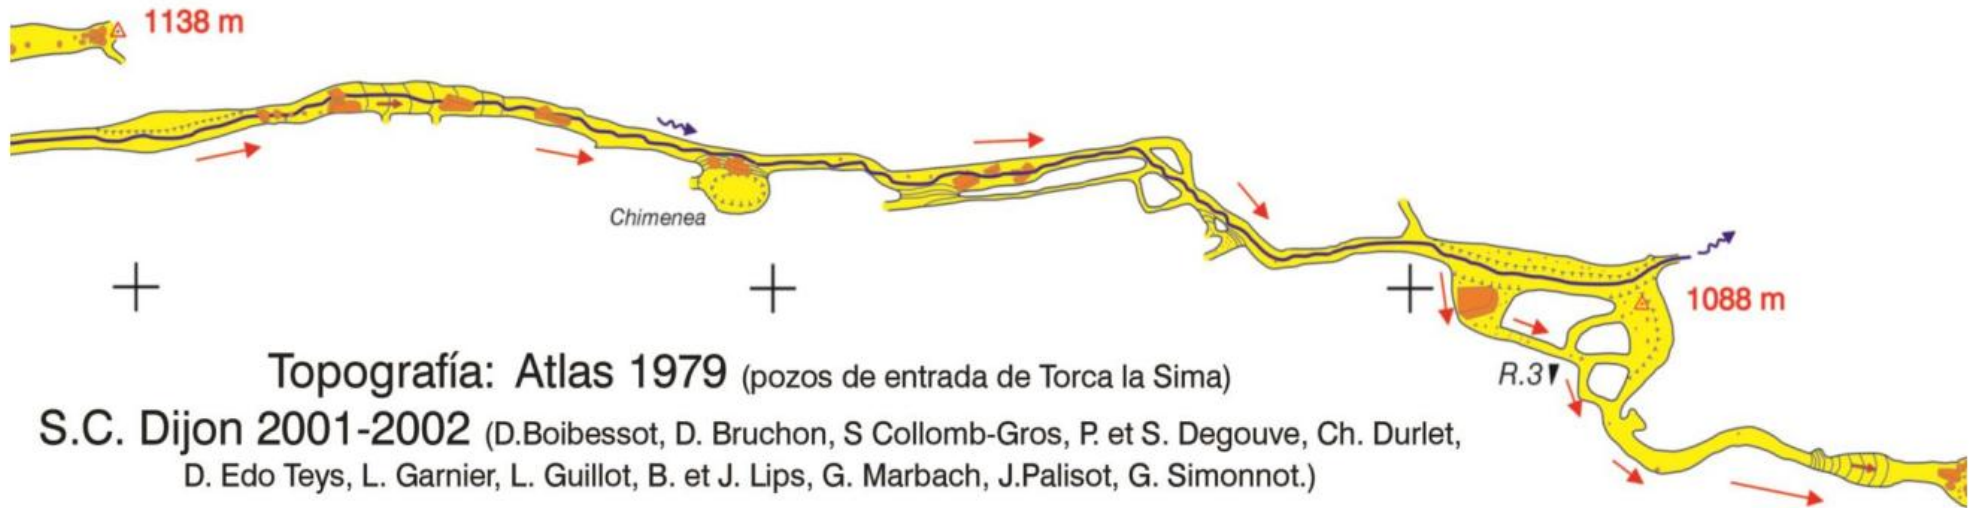 1138 m
Chimenea
1088 m
Topografía: Atlas 1979 (pozos de entrada de Torca la Sima)
R.3
S.C. Dijon 2001-2002 (D.Boibessot, D. Bruchon, S Collomb-Gros, P. et S. Degouve, Ch. Durlet,
D. Edo Teys, L. Garnier, L. Guillot, B. et J. Lips, G. Marbach, J.Palisot, G. Simonnot.)